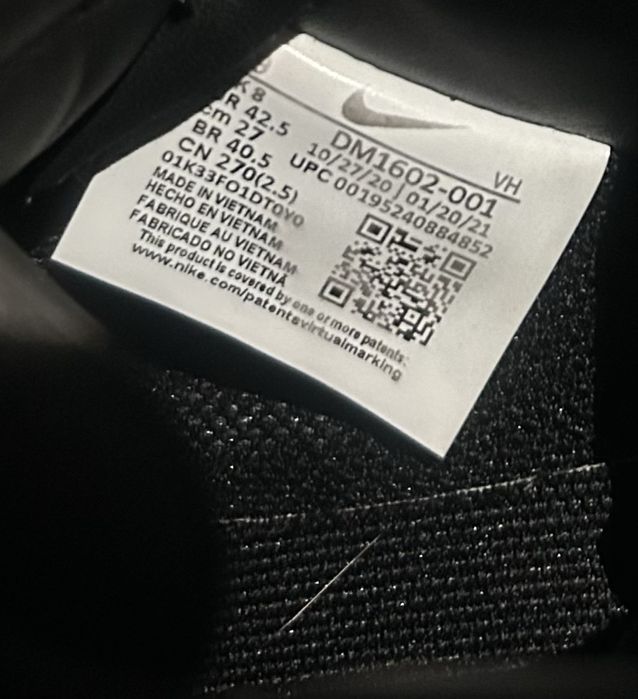 K 8
R 42.5
cm 27
BR 40.5
CN 270(2.5)
01K33FO1DT0Y0
MADE IN VIETNAM
HECHO EN VIETNAM
FABRIQUE AU VIETNAM
FABRICADO NO VIETNÃ
This product is covered by one or more patents:
www.nike.com/patentsvirtualmarking
VH
DM1602-001
10/27/20 | 01/20/21
UPC 00195240884852